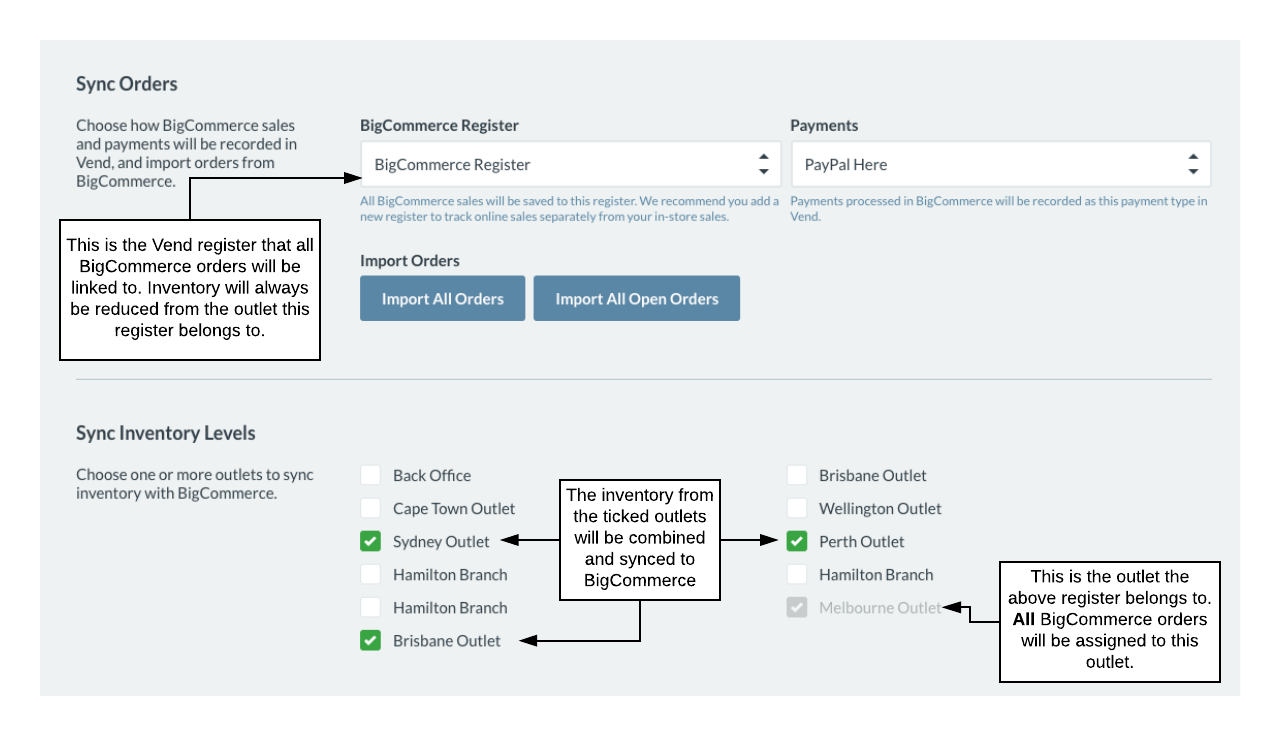 Sync Orders
Choose how BigCommerce sales
and payments will be recorded in
Vend, and import orders from
BigCommerce.
BigCommerce Register
BigCommerce Register
All BigCommerce sales will be saved to this register. We recommend you add a
new register to track online sales separately from your in-store sales.
Payments
PayPal Here
Payments processed in BigCommerce will be recorded as this payment type in
Vend.
This is the Vend register that all
BigCommerce orders will be
linked to. Inventory will always
be reduced from the outlet this
register belongs to.
Import Orders
Import All Orders
Import All Open Orders
Sync Inventory Levels
Choose one or more outlets to sync
inventory with BigCommerce.
Back Office
Cape Town Outlet
Sydney Outlet
Hamilton Branch
Hamilton Branch
Brisbane Outlet
The inventory from
the ticked outlets
will be combined
and synced to
BigCommerce
Brisbane Outlet
Wellington Outlet
Perth Outlet
Hamilton Branch
Melbourne Outlet
This is the outlet the
above register belongs to.
All BigCommerce orders
will be assigned to this
outlet.